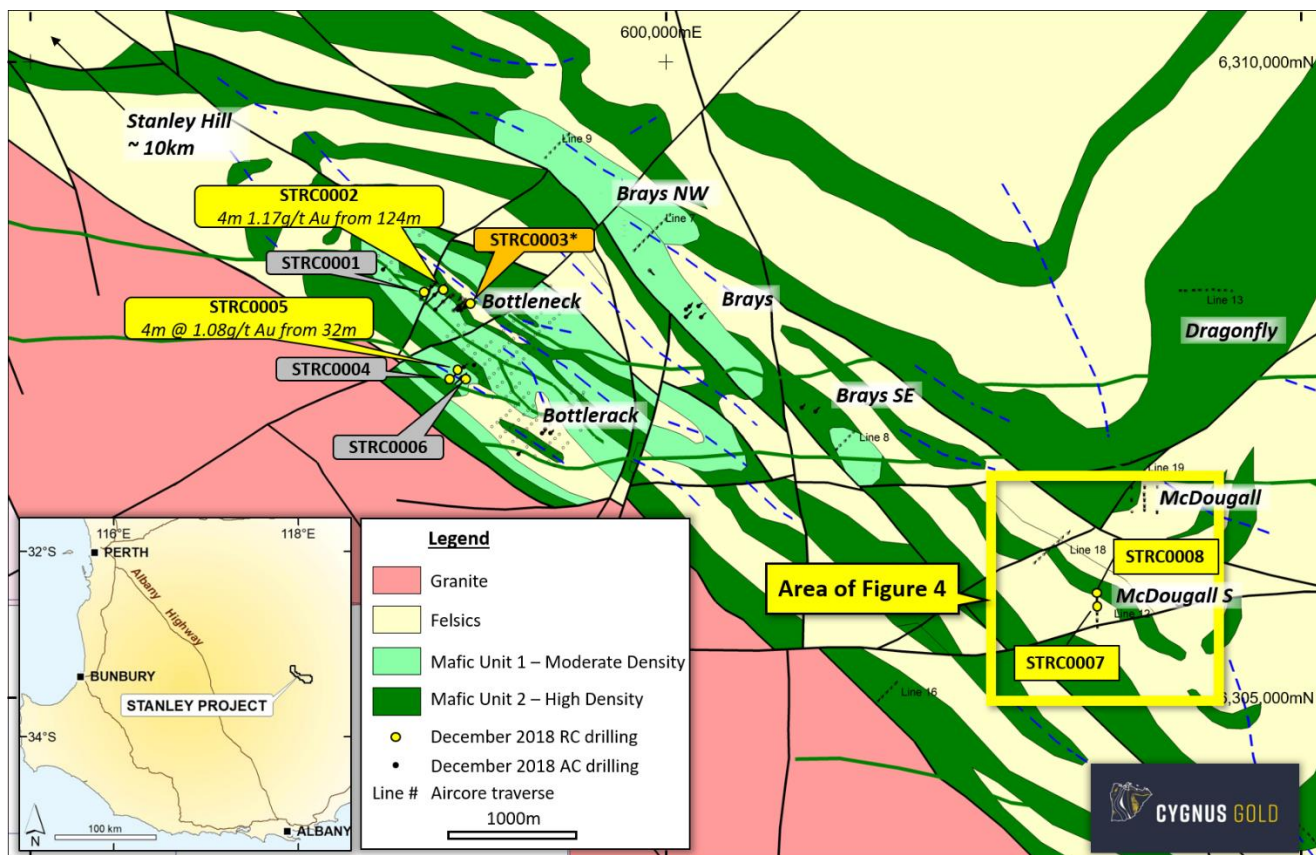 600,000mE
6,310,000mN
Stanley Hill
~ 10km
Line 9
STRC0002
4m 1.17g/t Au from 124m
Brays NW
Line 7
STRC0003*
STRC0001
Bottleneck
Brays
Line 13
STRC0005
4m @ 1.08g/t Au from 32m
Dragonfly
STRC0004
Brays SE
Bottlerack
Line 8
STRC0006
Line 19
McDougall
Line 18
STRC0008
Area of Figure 4
McDougall S
Line 12
STRC0007
Line 16
6,305,000mN
116°E
118°E
32°S
PERTH
Albany Highway
BUNBURY
STANLEY PROJECT
34°S
ALBANY
100 km
N
Legend
Granite
Felsics
Mafic Unit 1 – Moderate Density
Mafic Unit 2 – High Density
December 2018 RC drilling
December 2018 AC drilling
Line # Aircore traverse
1000m
CYGNUS GOLD